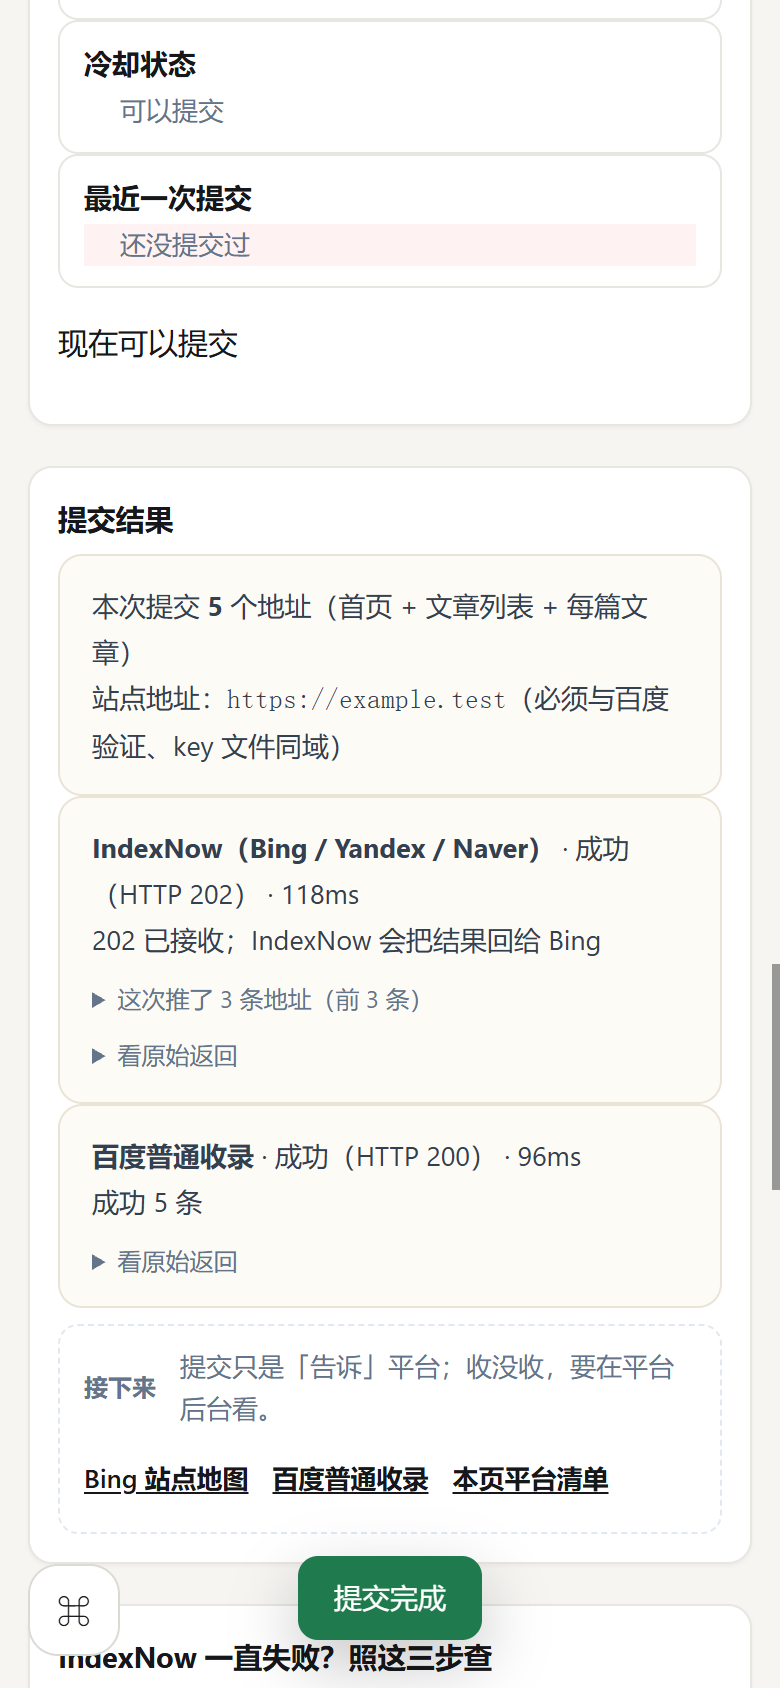 冷却状态
可以提交
最近一次提交
还没提交过
现在可以提交
提交结果
本次提交 5 个地址（首页 + 文章列表 + 每篇文
章）
站点地址：https://example.test（必须与百度
验证、key 文件同域）
IndexNow（Bing / Yandex / Naver） · 成功
（HTTP 202） · 118ms
202 已接收；IndexNow 会把结果回给 Bing
▶ 这次推了 3 条地址（前 3 条）
▶ 看原始返回
百度普通收录 · 成功（HTTP 200） · 96ms
成功 5 条
▶ 看原始返回
接下来 提交只是「告诉」平台；收没收，要在平台
后台看。
Bing 站点地图 百度普通收录 本页平台清单
提交完成
⌘
IndexNow 一直失败？照这三步查